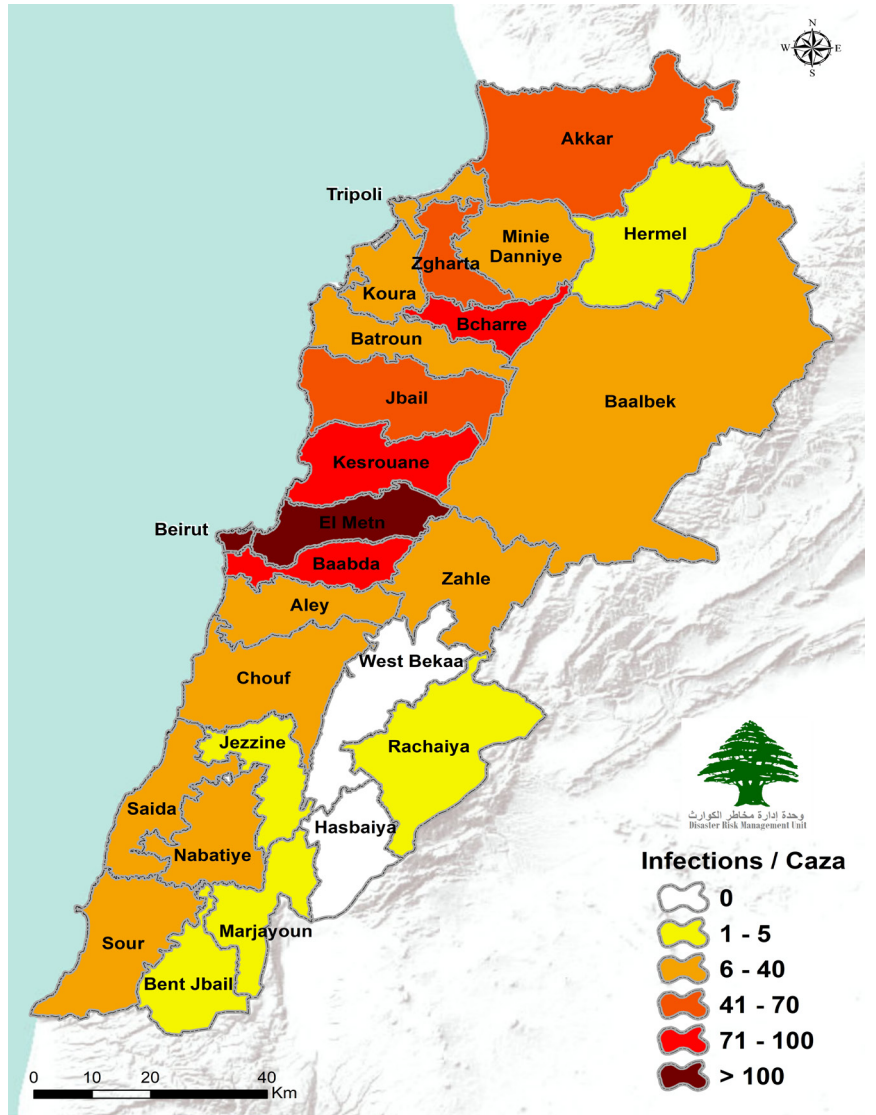 N
W E
S
Akkar
Tripoli
Hermel
Minie
Danniye
Zgharta
Koura
Bcharre
Batroun
Jbail
Baalbek
Kesrouane
El Metn
Beirut
Baabda
Zahle
Aley
West Bekaa
Chouf
Jezzine
Rachaiya
Saida
Hasbaiya
Nabatiye
Marjayoun
Sour
Bent Jbail
وحدة إدارة مخاطر الكوارث
Disaster Risk Management Unit
Infections / Caza
0
1 - 5
6 - 40
41 - 70
71 - 100
> 100
0 10 20 40
Km